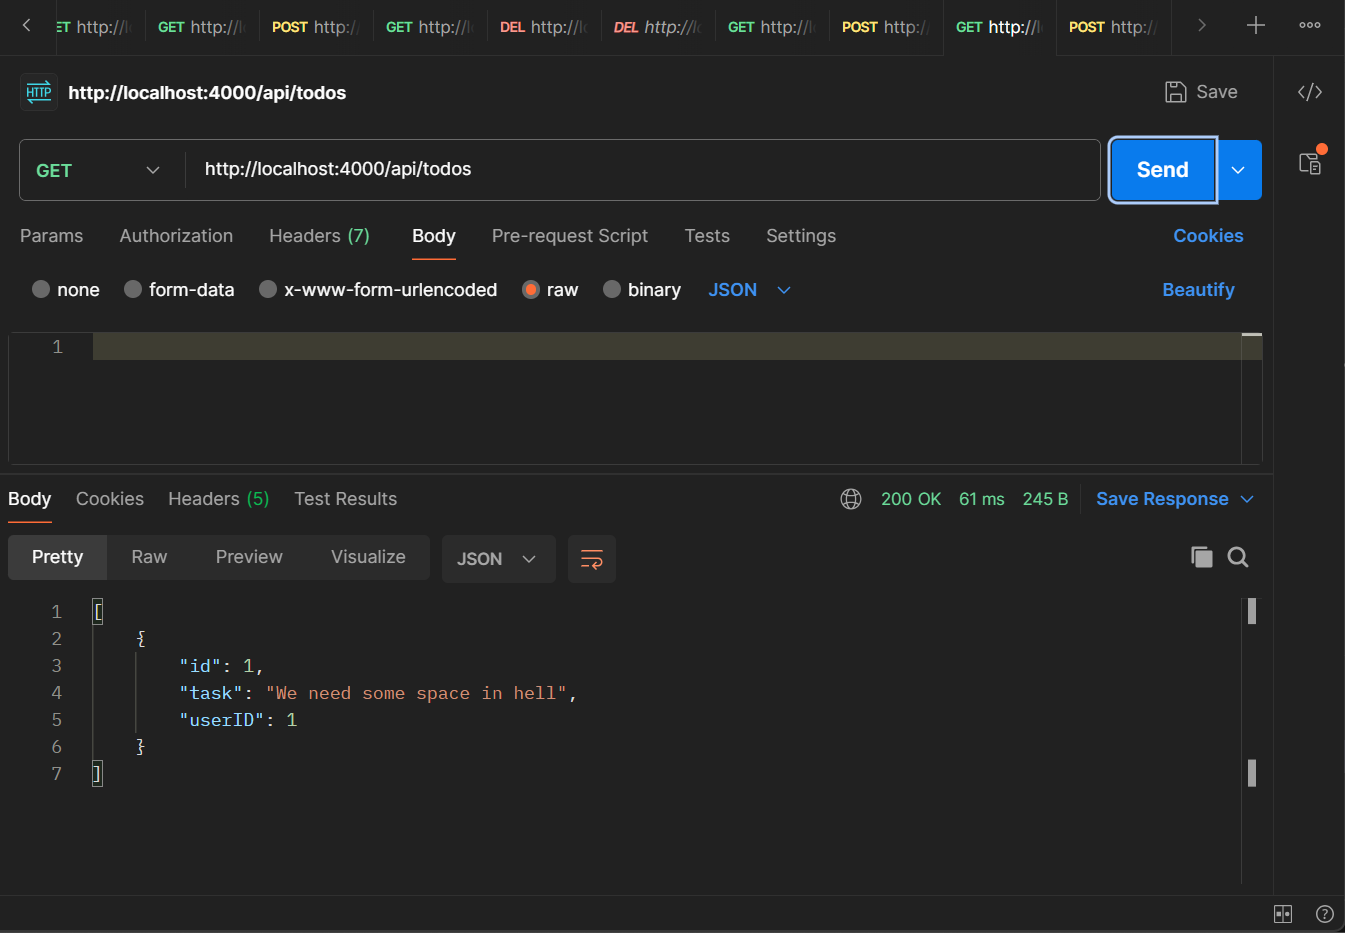 ET http:// GET http:// POST http:/ GET http:// DEL http:// DEL http:// GET http:// POST http:/ GET http:// POST http:/
HTTP http://localhost:4000/api/todos Save </>
GET http://localhost:4000/api/todos Send
Params Authorization Headers (7) Body Pre-request Script Tests Settings Cookies
none form-data x-www-form-urlencoded raw binary JSON Beautify
1
Body Cookies Headers (5) Test Results 200 OK 61 ms 245 B Save Response
Pretty Raw Preview Visualize JSON
1 [
2 {
3 "id": 1,
4 "task": "We need some space in hell",
5 "userID": 1
6 }
7 ]